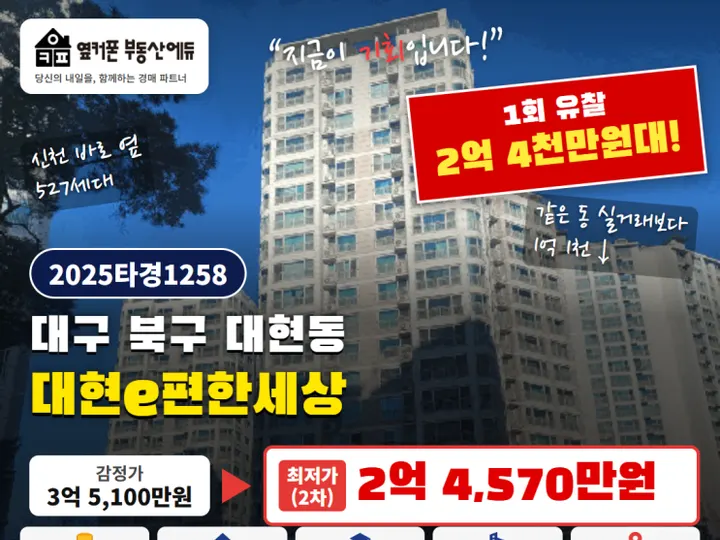 옆커폰 부동산에듀
당신의 내일을, 함께하는 경매 파트너
“지금이 기회입니다!”
1회 유찰
2억 4천만원대!
신천 바로 옆
527세대
같은 동 실거래보다
1억 1천↓
2025타경1258
대구 북구 대현동
대현e편한세상
감정가
3억 5,100만원
최저가
(2차)
2억 4,570만원